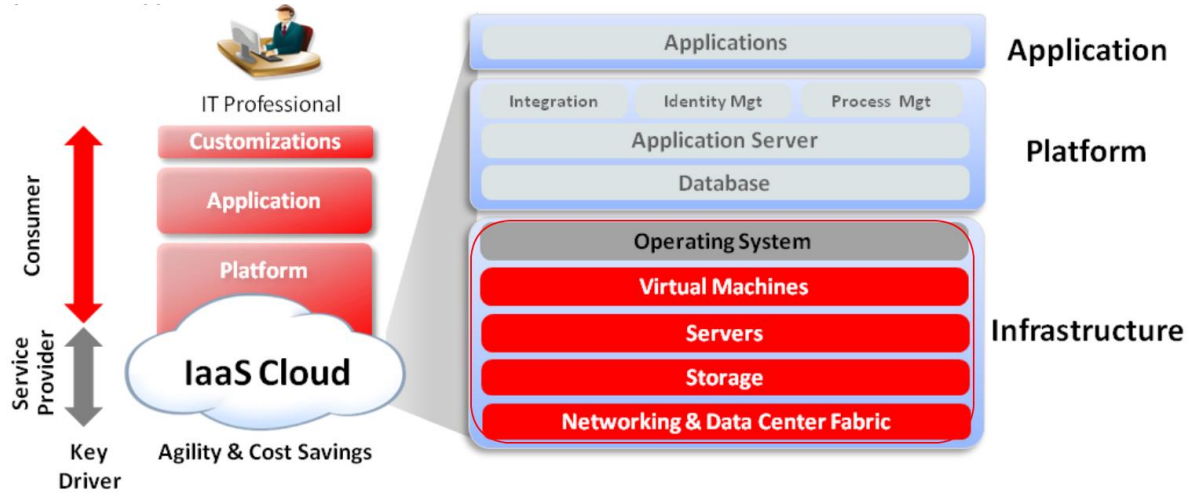 IT Professional
Customizations
Application
Platform
IaaS Cloud
Agility & Cost Savings
Consumer
Service
Provider
Key
Driver
Applications
Application
Integration
Identity Mgt
Process Mgt
Application Server
Database
Platform
Operating System
Virtual Machines
Servers
Storage
Networking & Data Center Fabric
Infrastructure